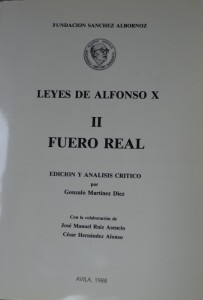 FUNDACION SANCHEZ ALBORNOZ
LEYES DE ALFONSO X
II
FUERO REAL
EDICION Y ANALISIS CRITICO
por
Gonzalo Martínez Díez
Con la colaboración de
José Manuel Ruiz Asencio
César Hernández Alonso
AVILA, 1988